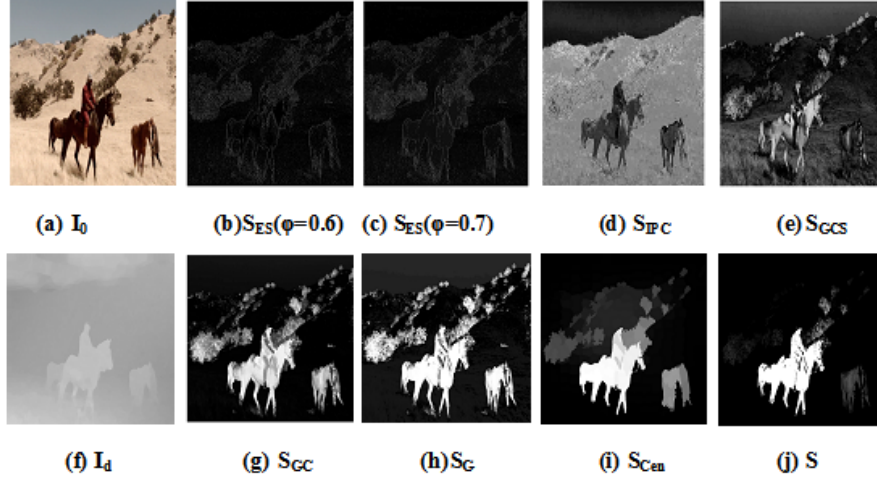 (a) I0 (b)SES(φ=0.6) (c) SES(φ=0.7) (d) SIPC (e)SGCS
(f) Id (g) SGC (h)SG (i) SCen (j) S